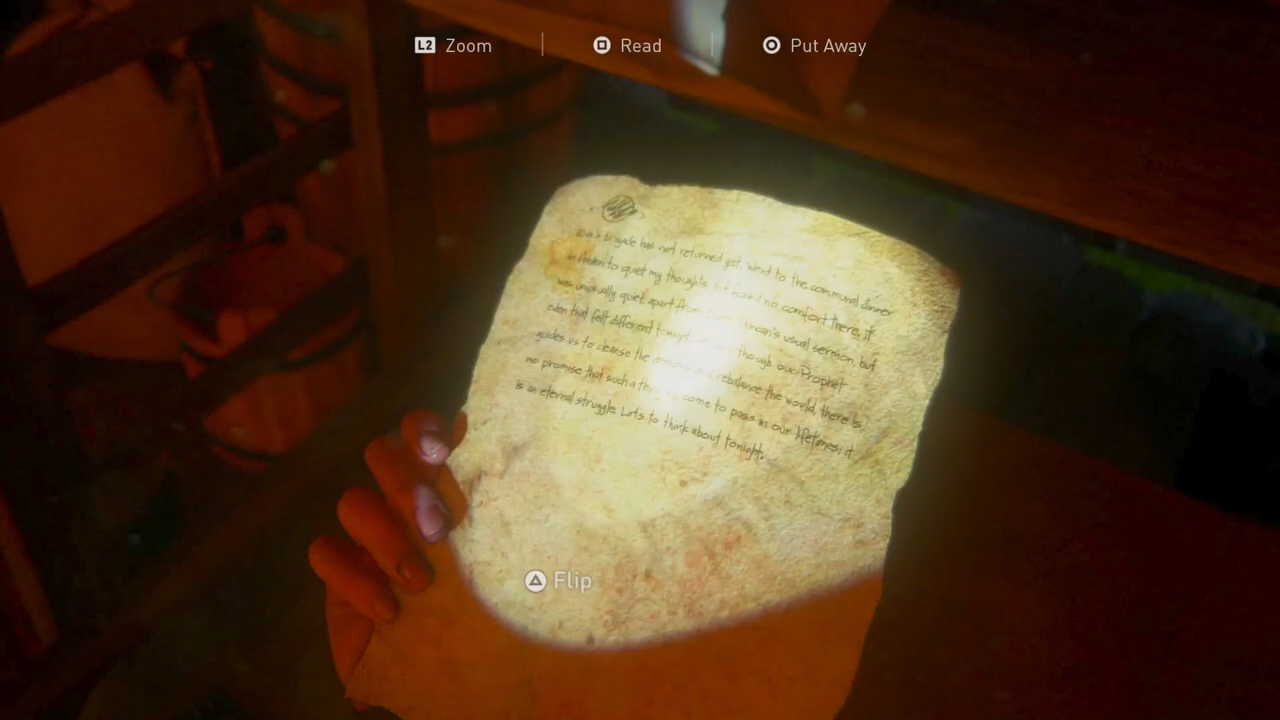 L2 Zoom | Read | Put Away
brigade has not returned yet. Went to the communal dinner
to quiet my thoughts, but found no comfort there. It
was unusually quiet apart from usual sermon, but
even that felt different tonight though our Prophet
guides us to cleanse the rebalance the world, there is
no promise that such a come to pass in our lifetimes; it
is an eternal struggle. Lots to think about tonight.
Flip